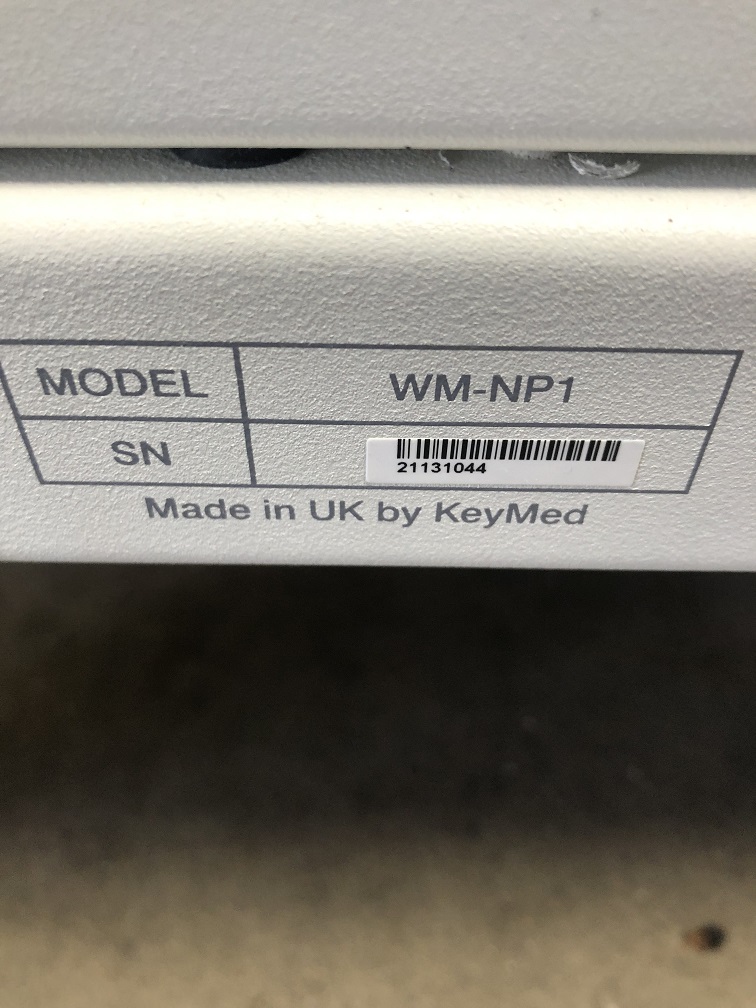 MODEL WM-NP1
SN 21131044
Made in UK by KeyMed